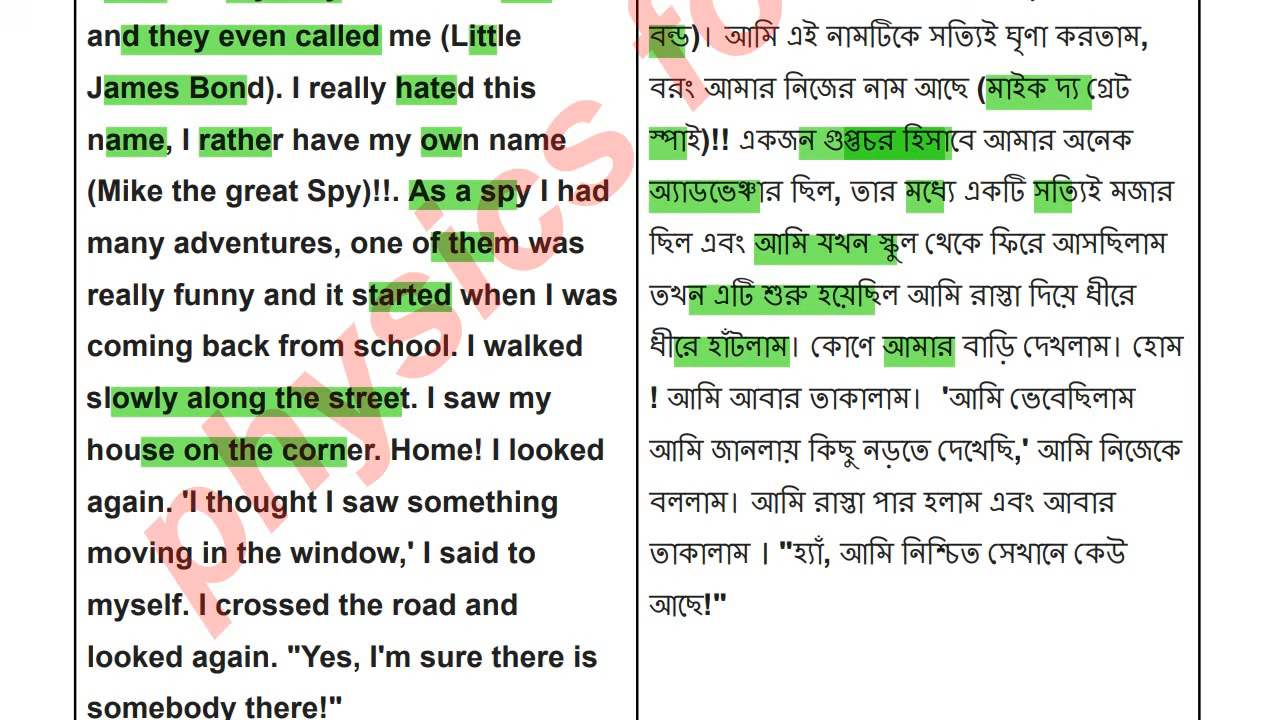 and they even called me (Little
James Bond). I really hated this
name, I rather have my own name
(Mike the great Spy)!!. As a spy I had
many adventures, one of them was
really funny and it started when I was
coming back from school. I walked
slowly along the street. I saw my
house on the corner. Home! I looked
again. 'I thought I saw something
moving in the window,' I said to
myself. I crossed the road and
looked again. "Yes, I'm sure there is
somebody there!"
বন্ড)। আমি এই নামটিকে সত্যিই ঘৃণা করতাম,
বরং আমার নিজের নাম আছে (মাইক দ্য গ্রেট
স্পাই)!! একজন গুপ্তচর হিসাবে আমার অনেক
অ্যাডভেঞ্চার ছিল, তার মধ্যে একটি সত্যিই মজার
ছিল এবং আমি যখন স্কুল থেকে ফিরে আসছিলাম
তখন এটি শুরু হয়েছিল আমি রাস্তা দিয়ে ধীরে
ধীরে হাঁটলাম। কোণে আমার বাড়ি দেখলাম। হোম
! আমি আবার তাকালাম। 'আমি ভেবেছিলাম
আমি জানলায় কিছু নড়তে দেখেছি,' আমি নিজেকে
বললাম। আমি রাস্তা পার হলাম এবং আবার
তাকালাম । "হ্যাঁ, আমি নিশ্চিত সেখানে কেউ
আছে!"
physics fo